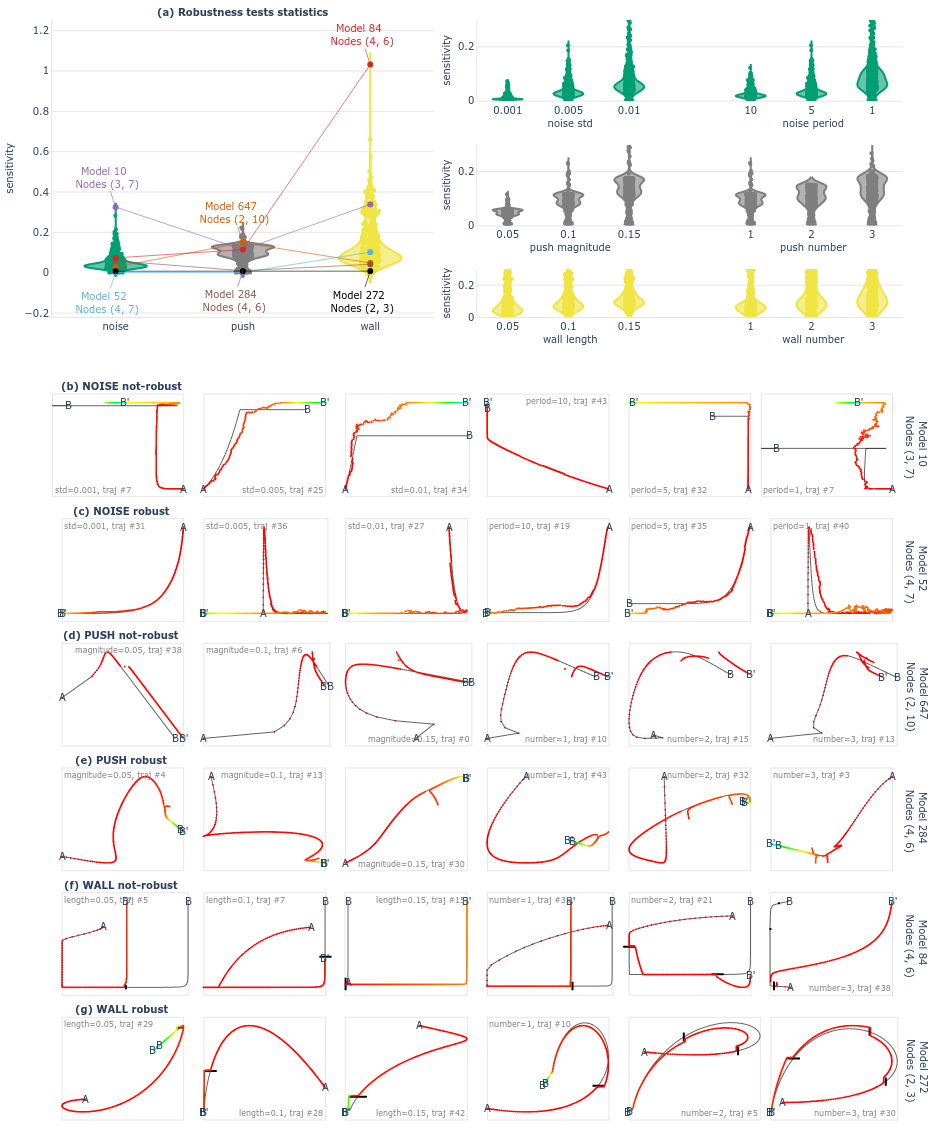 (a) Robustness tests statistics
sensitivity
1.2
1
0.8
0.6
0.4
0.2
0
−0.2
Model 84
Nodes (4, 6)
Model 10
Nodes (3, 7)
Model 647
Nodes (2, 10)
Model 52
Nodes (4, 7)
Model 284
Nodes (4, 6)
Model 272
Nodes (2, 3)
noise
push
wall
sensitivity
0.2
0
0.001
0.005
0.01
10
5
1
noise std
noise period
sensitivity
0.2
0
0.05
0.1
0.15
1
2
3
push magnitude
push number
sensitivity
0.2
0
0.05
0.1
0.15
1
2
3
wall length
wall number
(b) NOISE not-robust
B
B'
A
std=0.001, traj #7
B
B'
A
std=0.005, traj #25
B'
B
A
std=0.01, traj #34
B'
B
A
period=10, traj #43
B'
B
A
period=5, traj #32
B'
B
A
period=1, traj #7
Model 10
Nodes (3, 7)
(c) NOISE robust
std=0.001, traj #31
A
B
B'
std=0.005, traj #36
B
B'
A
std=0.01, traj #27
A
B
B'
period=10, traj #19
A
B
B'
period=5, traj #35
A
B
B'
period=1, traj #40
B
B'
A
Model 52
Nodes (4, 7)
(d) PUSH not-robust
magnitude=0.05, traj #38
A
B
B'
magnitude=0.1, traj #6
A
B
B
magnitude=0.15, traj #0
A
B
B
number=1, traj #10
A
B
B'
number=2, traj #15
A
B
B'
number=3, traj #13
A
B'
B
Model 647
Nodes (2, 10)
(e) PUSH robust
magnitude=0.05, traj #4
A
B
B'
magnitude=0.1, traj #13
A
B
B'
magnitude=0.15, traj #30
A
B
B'
number=1, traj #43
A
B
B'
number=2, traj #32
A
B
B'
number=3, traj #3
A
B'
B
Model 284
Nodes (4, 6)
(f) WALL not-robust
length=0.05, traj #5
A
B'
B
length=0.1, traj #7
A
B
B'
length=0.15, traj #15
A
B
B'
B'
B
A
number=2, traj #21
A
B
B'
number=3, traj #38
A
B
B'
Model 84
Nodes (4, 6)
(g) WALL robust
length=0.05, traj #29
A
B'
B
length=0.1, traj #28
A
B
B'
length=0.15, traj #42
A
B
B'
number=1, traj #10
A
B
B'
number=2, traj #5
A
B
B'
number=3, traj #30
A
B
B'
Model 272
Nodes (2, 3)